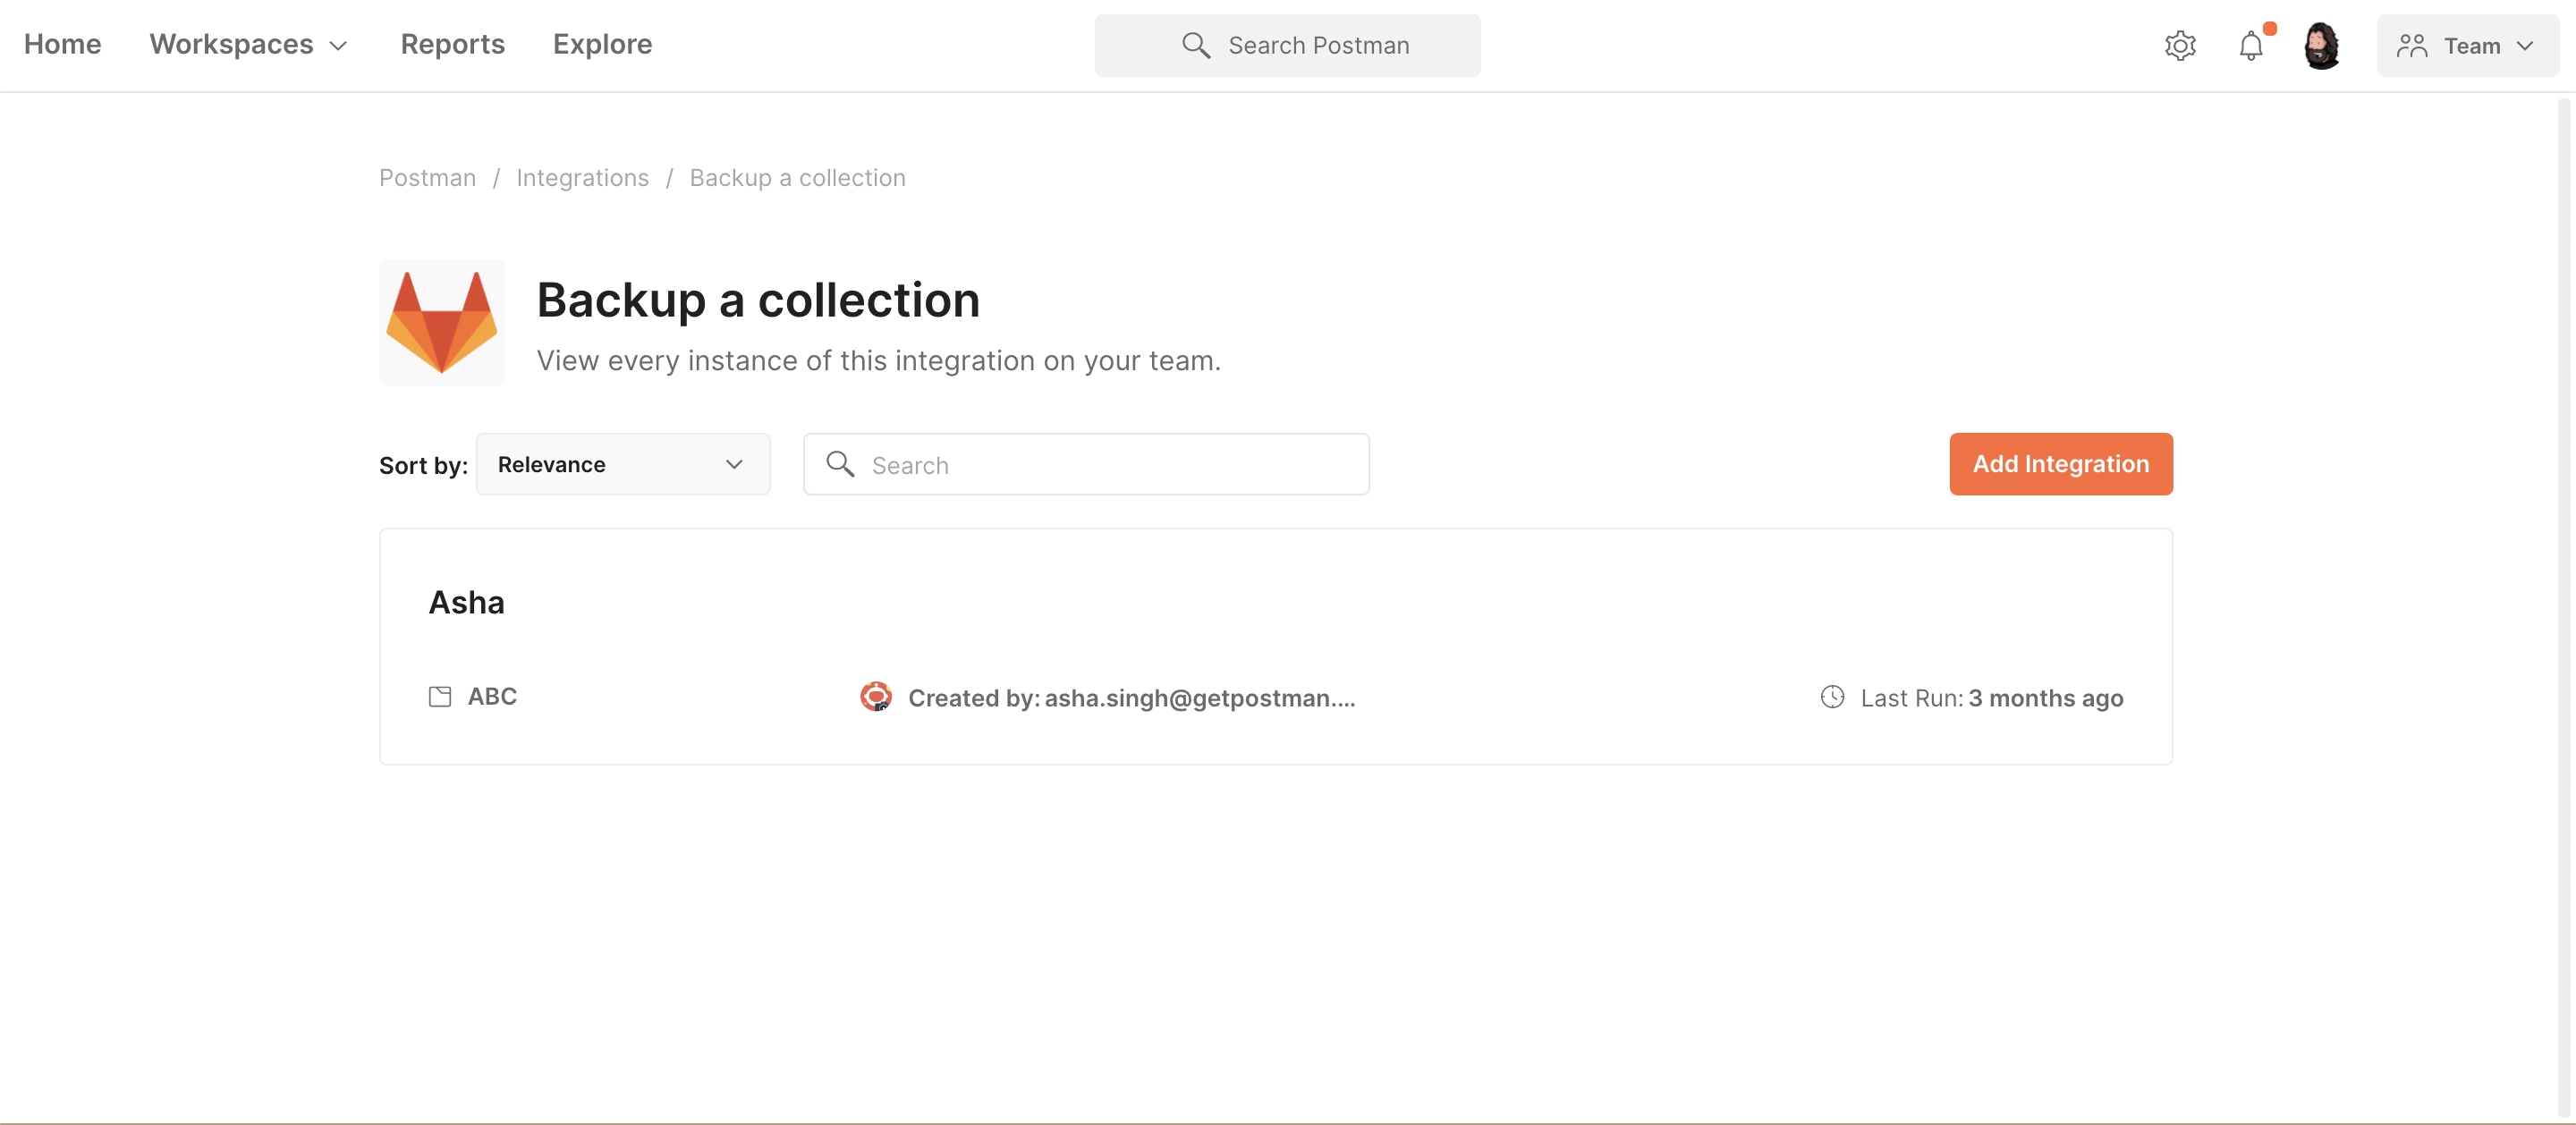 Home Workspaces Reports Explore Search Postman Team
Postman / Integrations / Backup a collection
Backup a collection
View every instance of this integration on your team.
Sort by: Relevance Search Add Integration
Asha
ABC Created by: asha.singh@getpostman.... Last Run: 3 months ago